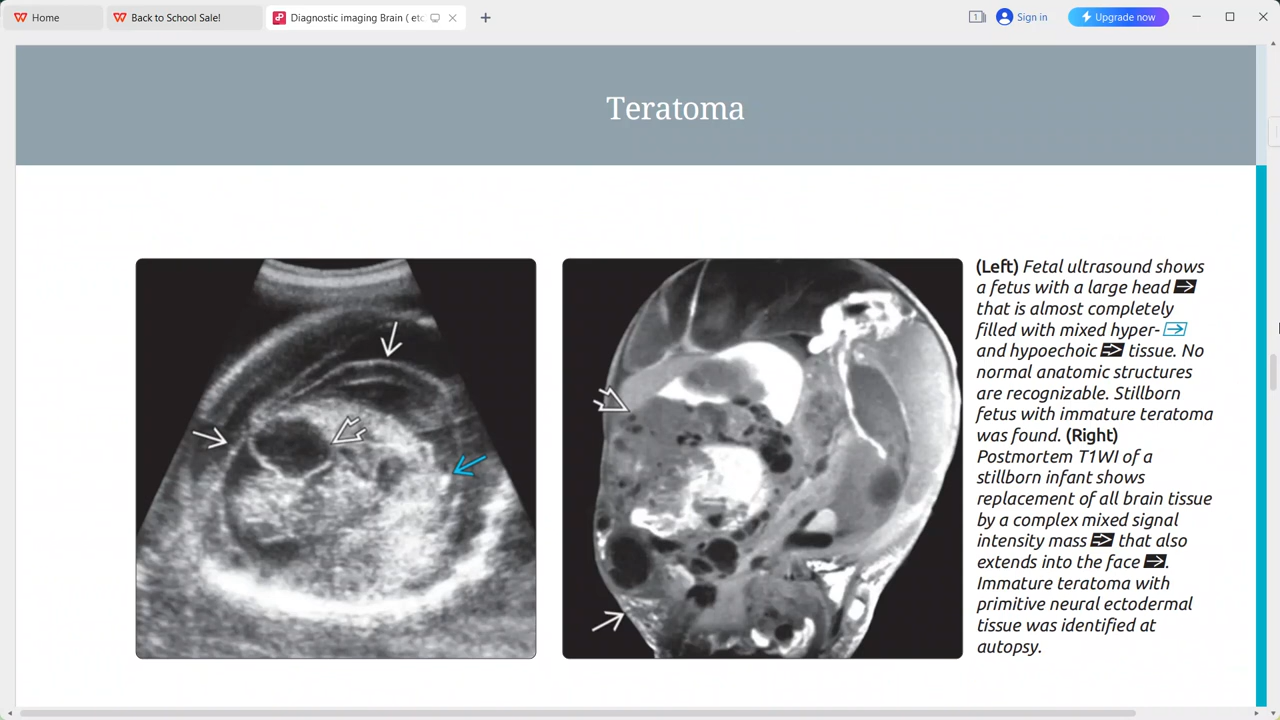 Home
Back to School Sale!
Diagnostic imaging Brain ( etc
1
Sign in
Upgrade now
Teratoma
(Left) Fetal ultrasound shows
a fetus with a large head
that is almost completely
filled with mixed hyper-
and hypoechoic tissue. No
normal anatomic structures
are recognizable. Stillborn
fetus with immature teratoma
was found. (Right)
Postmortem T1WI of a
stillborn infant shows
replacement of all brain tissue
by a complex mixed signal
intensity mass that also
extends into the face .
Immature teratoma with
primitive neural ectodermal
tissue was identified at
autopsy.